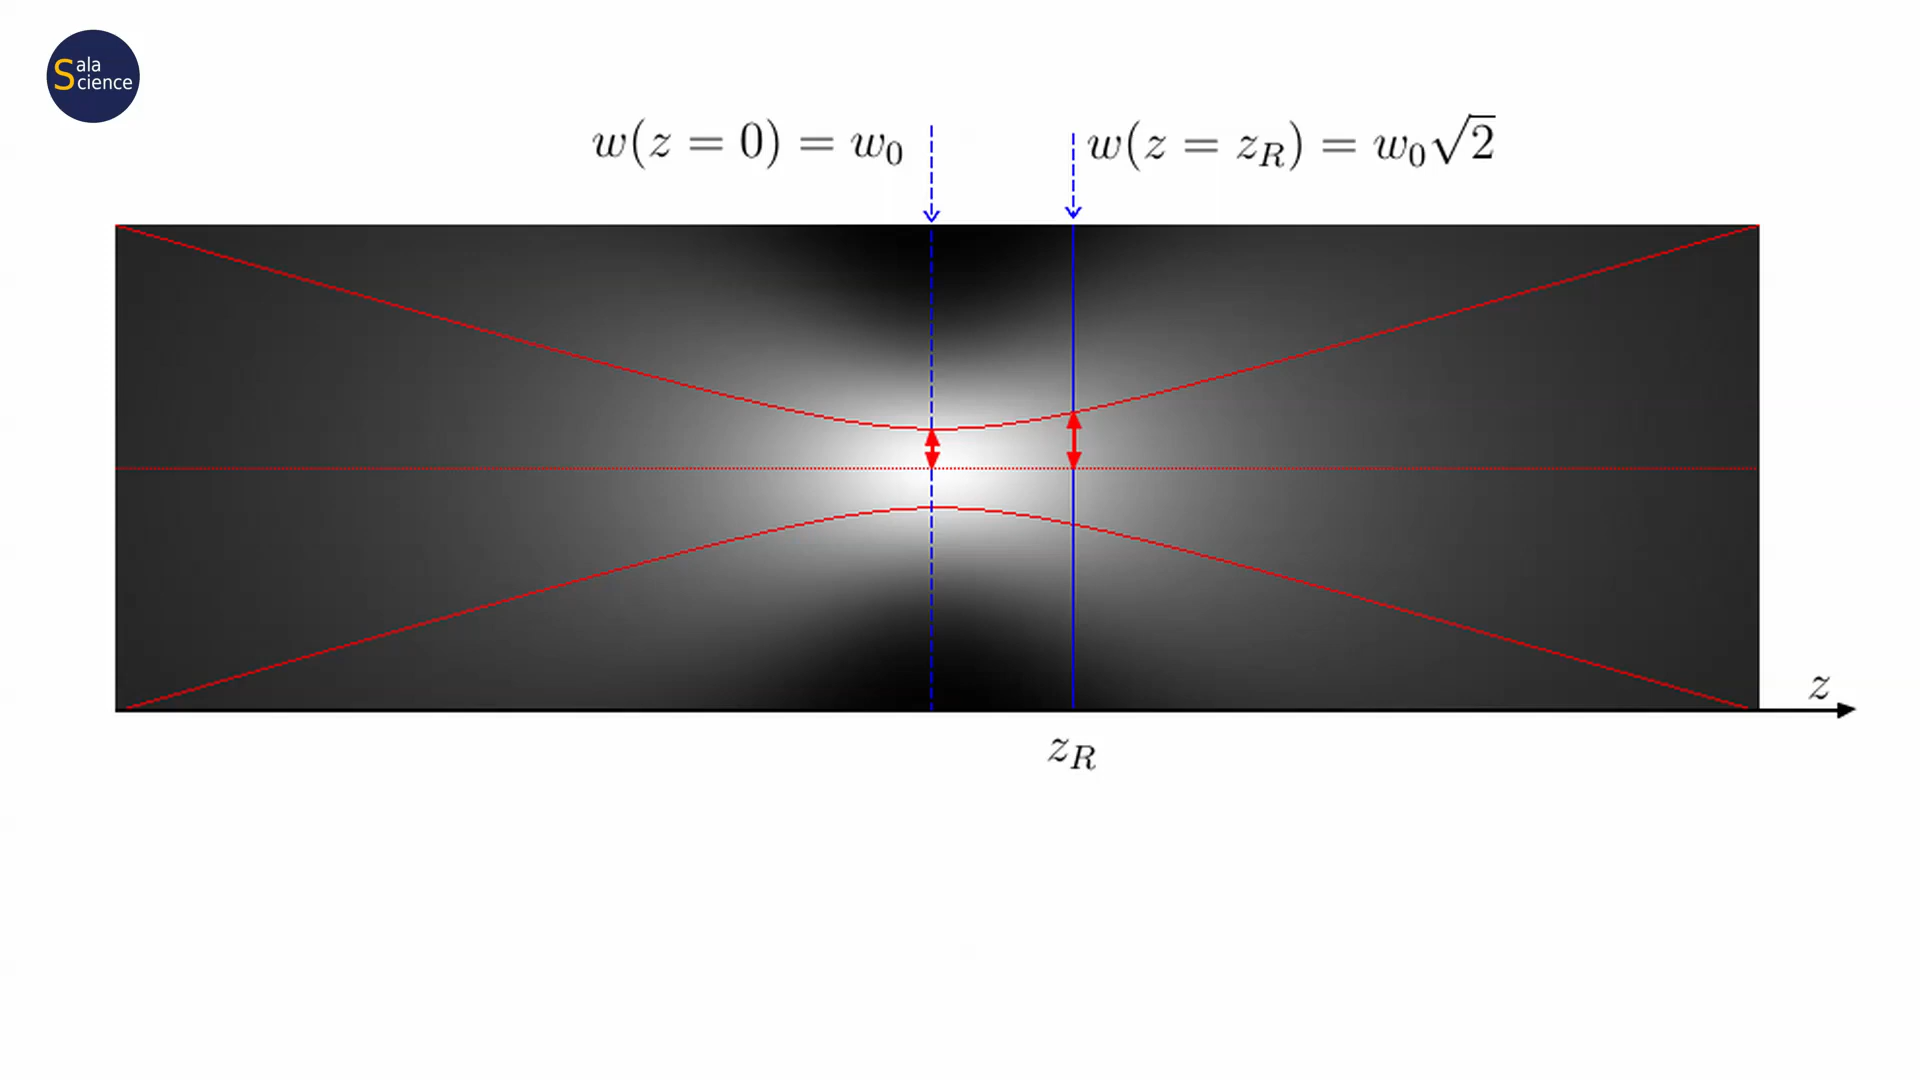 Sala
Science
w(z = 0) = w₀
w(z = z_R) = w₀√2
z
z_R